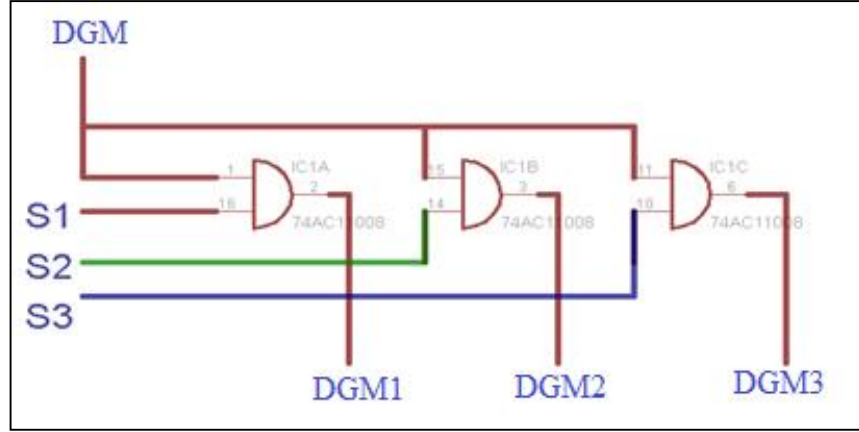 DGM
1 IC1A 2 16 74AC11008
15 IC1B 3 14 74AC11008
11 IC1C 6 10 74AC11008
S1
S2
S3
DGM1 DGM2 DGM3